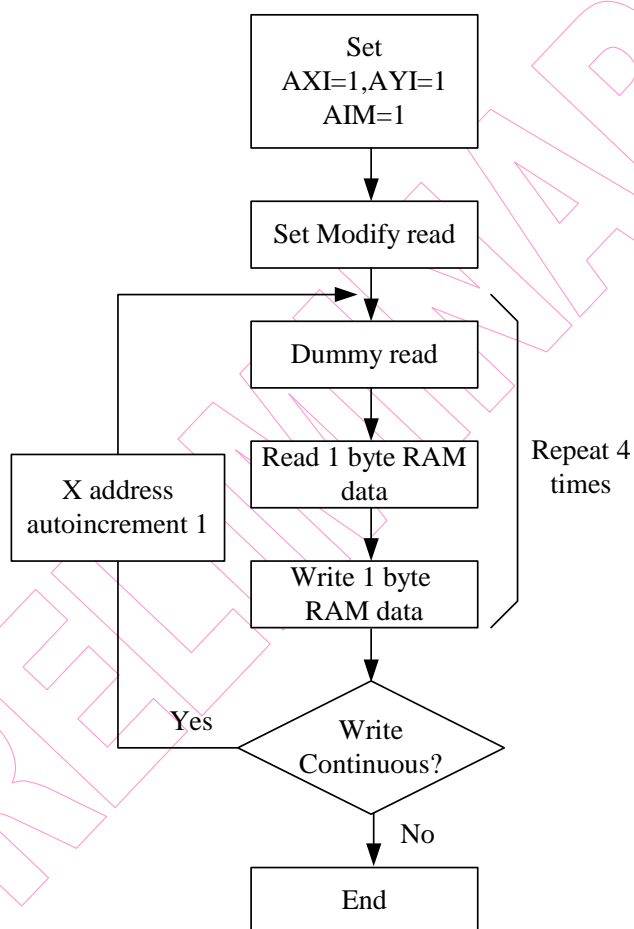 Set
AXI=1,AYI=1
AIM=1
Set Modify read
Dummy read
Read 1 byte RAM
data
Repeat 4
times
X address
autoincrement 1
Write 1 byte
RAM data
Yes
Write
Continuous?
No
End